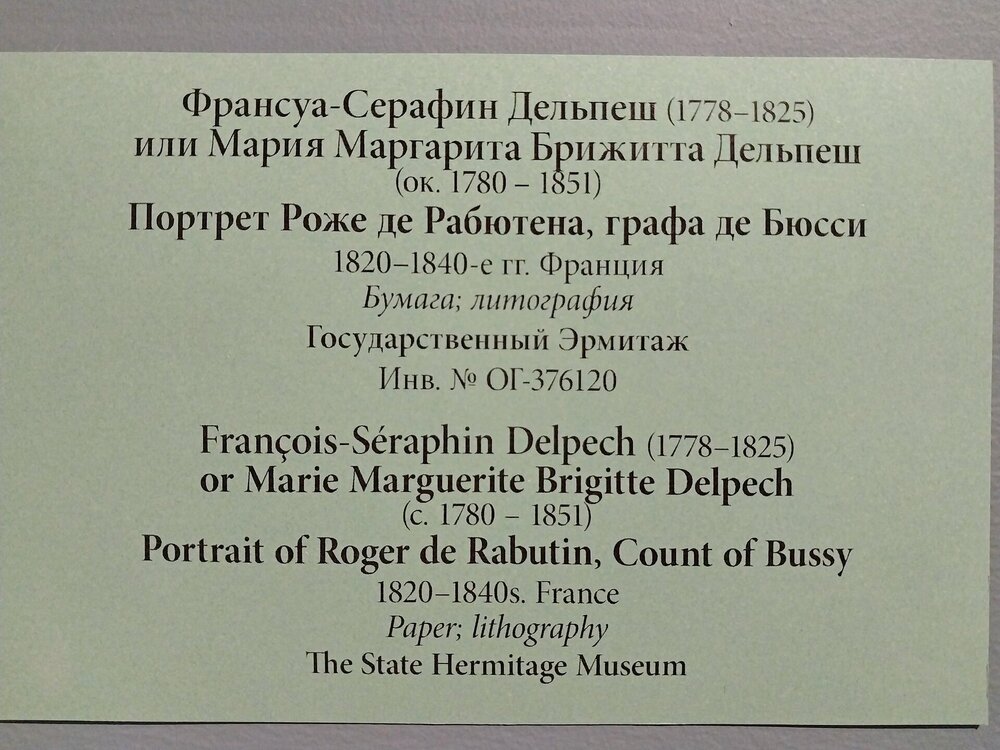 Франсуа-Серафин Дельпеш (1778–1825)
или Мария Маргарита Брижитта Дельпеш
(ок. 1780 – 1851)
Портрет Роже де Рабютена, графа де Бюсси
1820–1840-е гг. Франция
Бумага; литография
Государственный Эрмитаж
Инв. № ОГ-376120
François-Séraphin Delpech (1778–1825)
or Marie Marguerite Brigitte Delpech
(c. 1780 – 1851)
Portrait of Roger de Rabutin, Count of Bussy
1820–1840s. France
Paper; lithography
The State Hermitage Museum